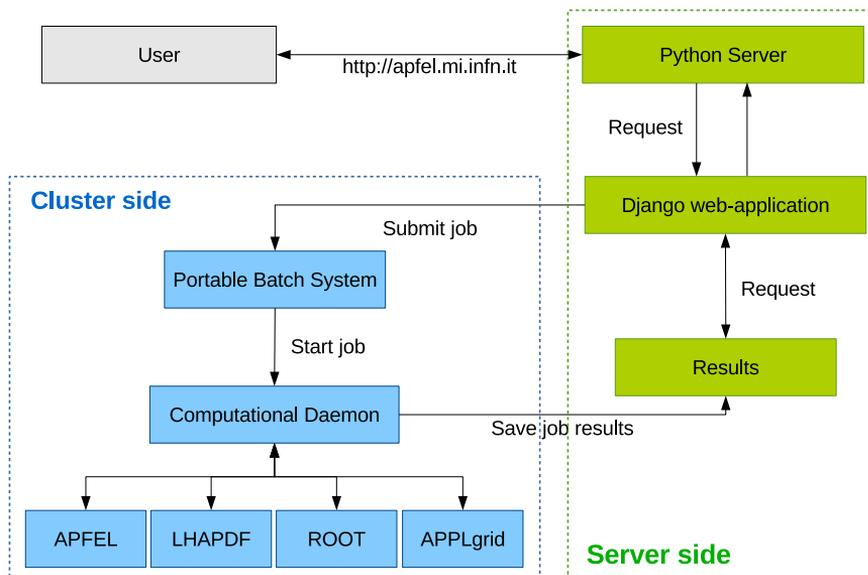 User
http://apfel.mi.infn.it
Python Server
Request
Cluster side
Django web-application
Submit job
Portable Batch System
Request
Start job
Results
Computational Daemon
Save job results
APFEL
LHAPDF
ROOT
APPLgrid
Server side